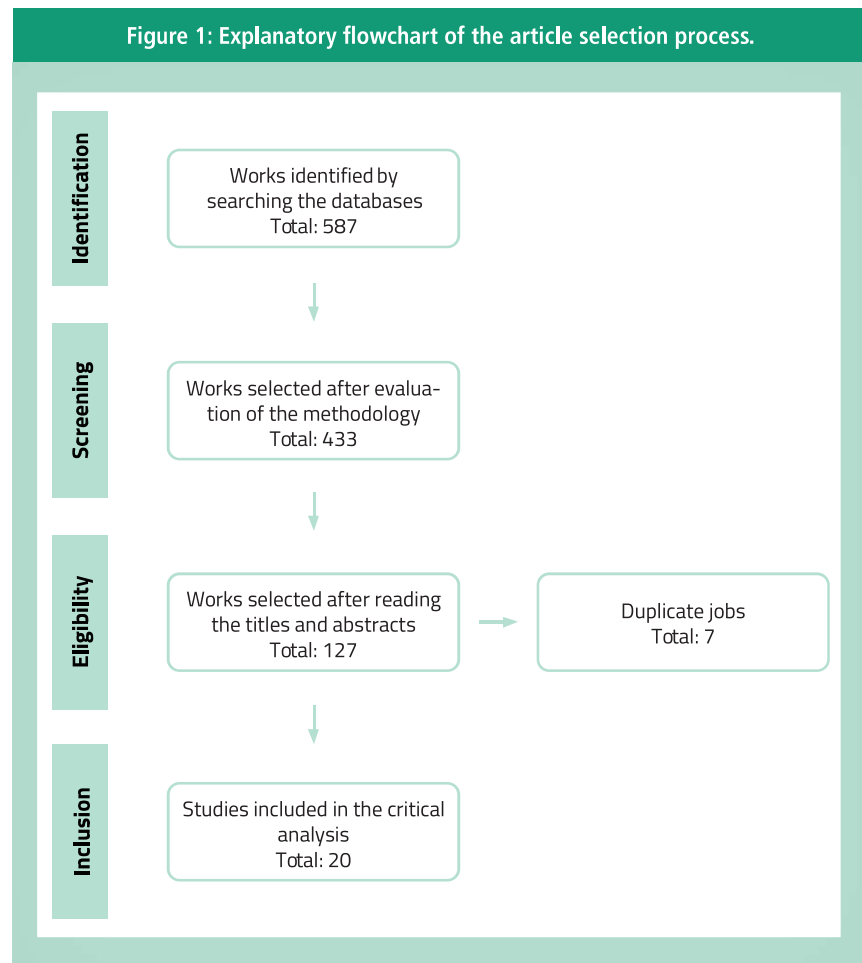 Figure 1: Explanatory flowchart of the article selection process.
Identification
Works identified by
searching the databases
Total: 587
Screening
Works selected after evalua-
tion of the methodology
Total: 433
Eligibility
Works selected after reading
the titles and abstracts
Total: 127
Duplicate jobs
Total: 7
Inclusion
Studies included in the critical
analysis
Total: 20